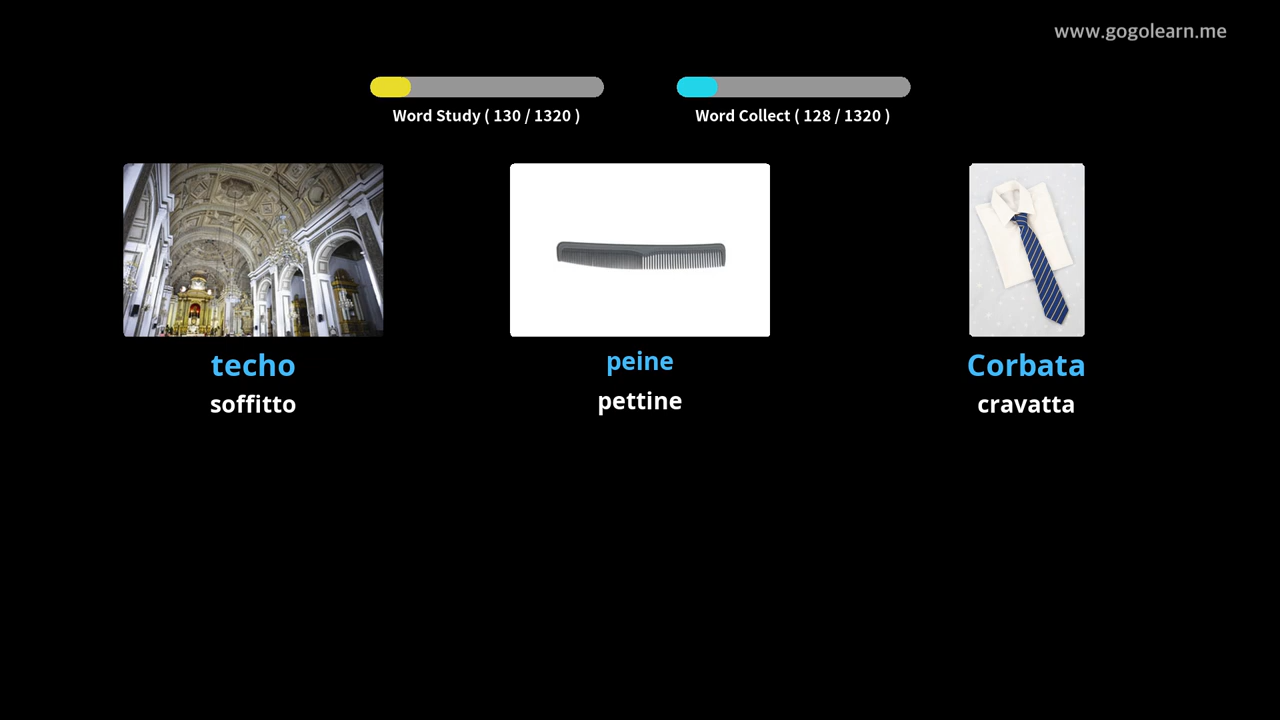 www.gogolearn.me
Word Study ( 130 / 1320 )
Word Collect ( 128 / 1320 )
techo
soffitto
peine
pettine
Corbata
cravatta